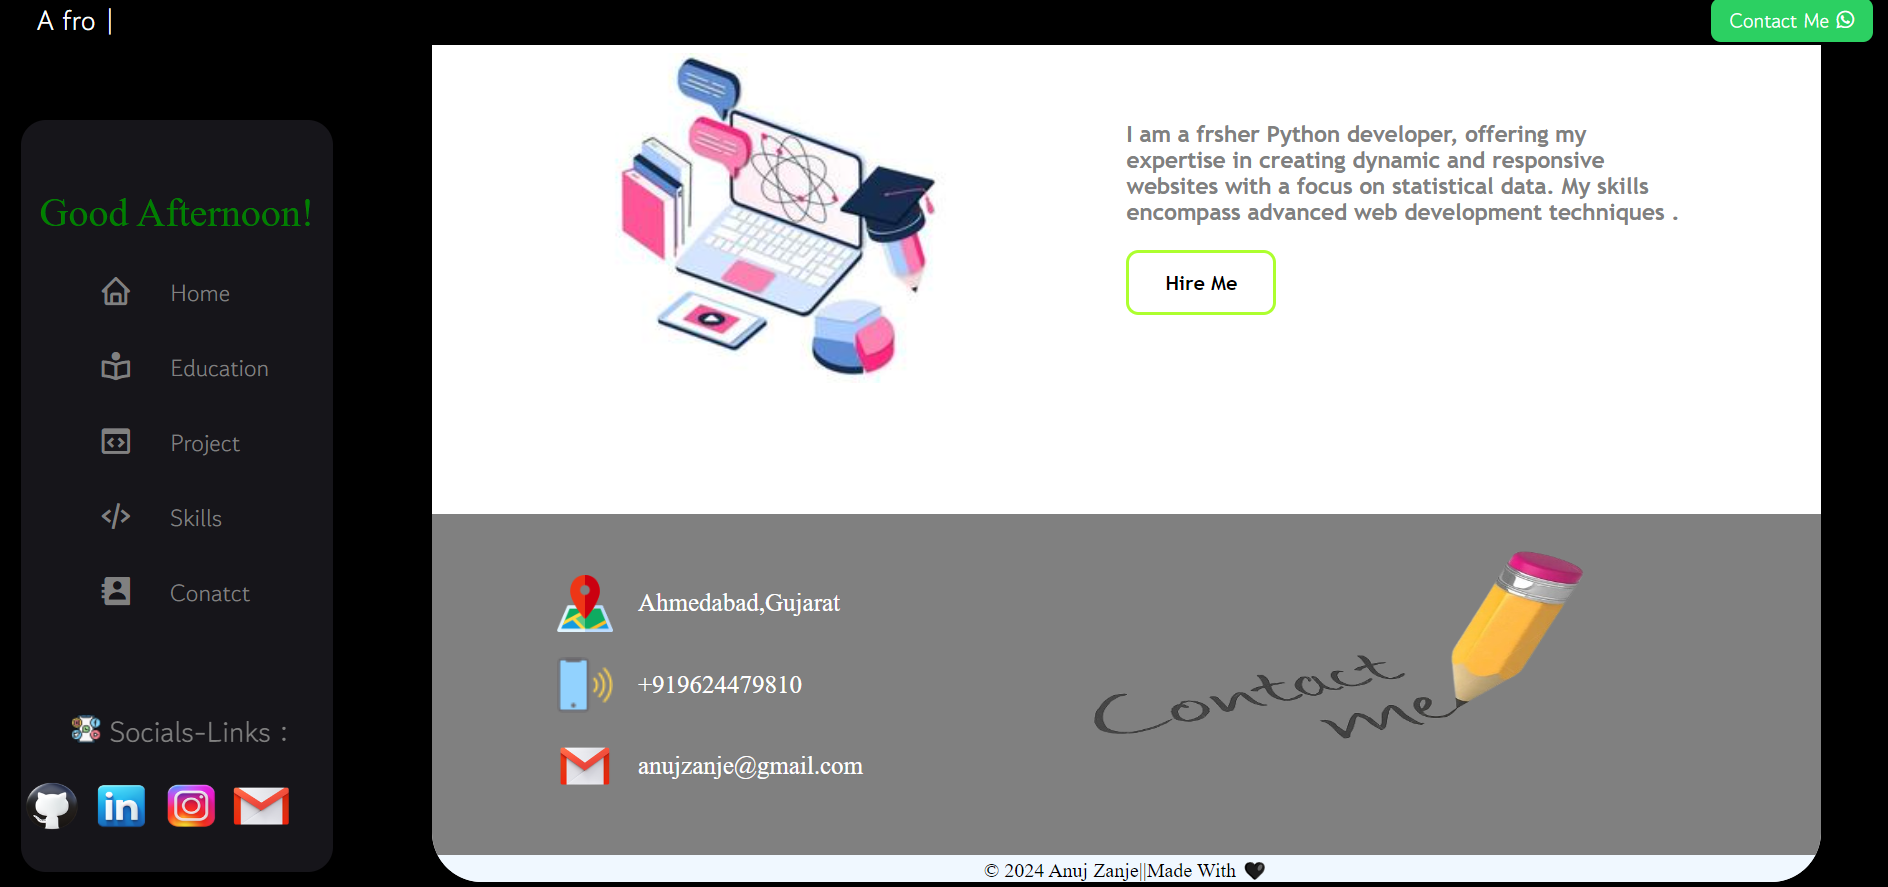 A fro |
Contact Me
Good Afternoon!
Home
Education
Project
Skills
Conatct
Socials-Links :
in
I am a frsher Python developer, offering my
expertise in creating dynamic and responsive
websites with a focus on statistical data. My skills
encompass advanced web development techniques .
Hire Me
Ahmedabad,Gujarat
+919624479810
anujzanje@gmail.com
Contact
me
© 2024 Anuj Zanje||Made With 🖤